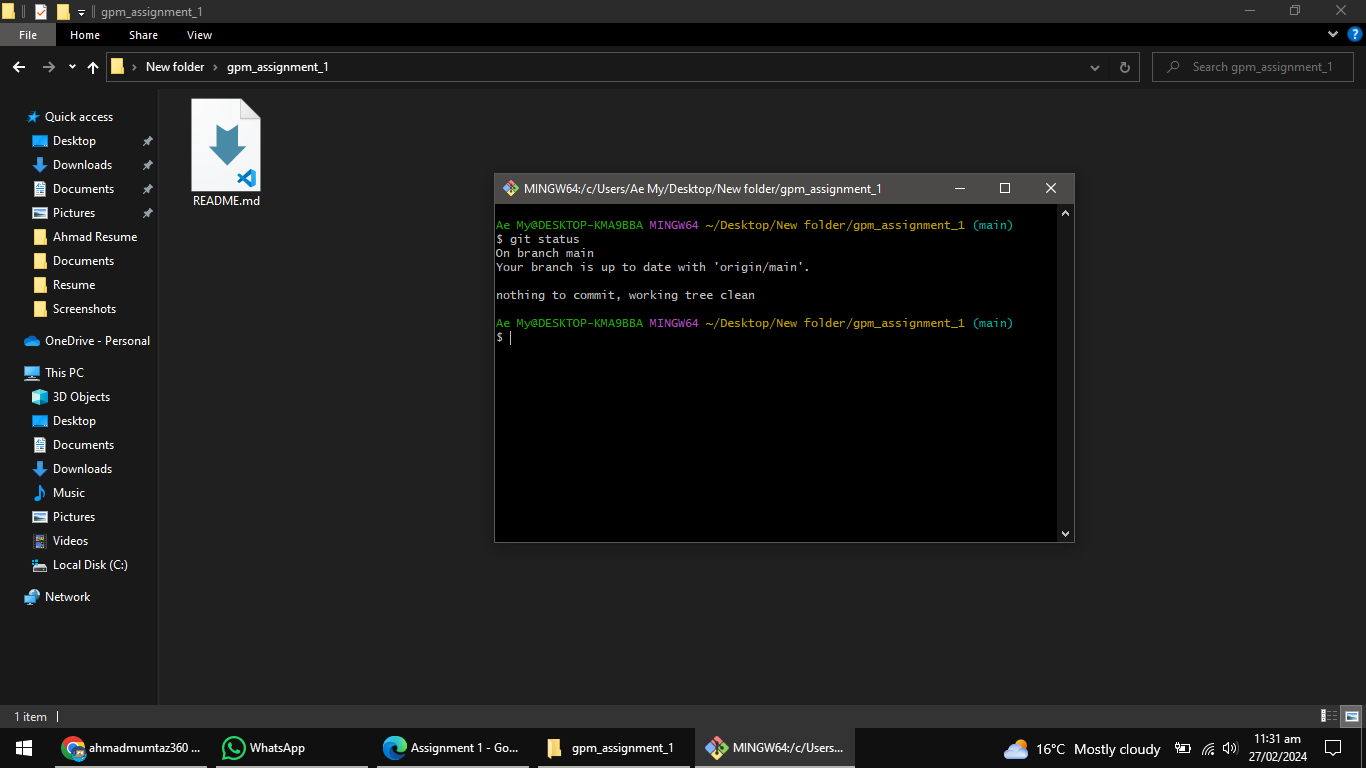 gpm_assignment_1
File Home Share View
New folder gpm_assignment_1
Search gpm_assignment_1
Quick access
Desktop
Downloads
Documents
Pictures
Ahmad Resume
Documents
Resume
Screenshots
OneDrive - Personal
This PC
3D Objects
Desktop
Documents
Downloads
Music
Pictures
Videos
Local Disk (C:)
Network
README.md
MINGW64:/c/Users/Ae My/Desktop/New folder/gpm_assignment_1
Ae My@DESKTOP-KMA9BBA MINGW64 ~/Desktop/New folder/gpm_assignment_1 (main)
$ git status
On branch main
Your branch is up to date with 'origin/main'.
nothing to commit, working tree clean
Ae My@DESKTOP-KMA9BBA MINGW64 ~/Desktop/New folder/gpm_assignment_1 (main)
$
1 item
ahmadmumtaz360 ...
WhatsApp
Assignment 1 - Go...
gpm_assignment_1
MINGW64:/c/Users...
16°C Mostly cloudy
11:31 am
27/02/2024